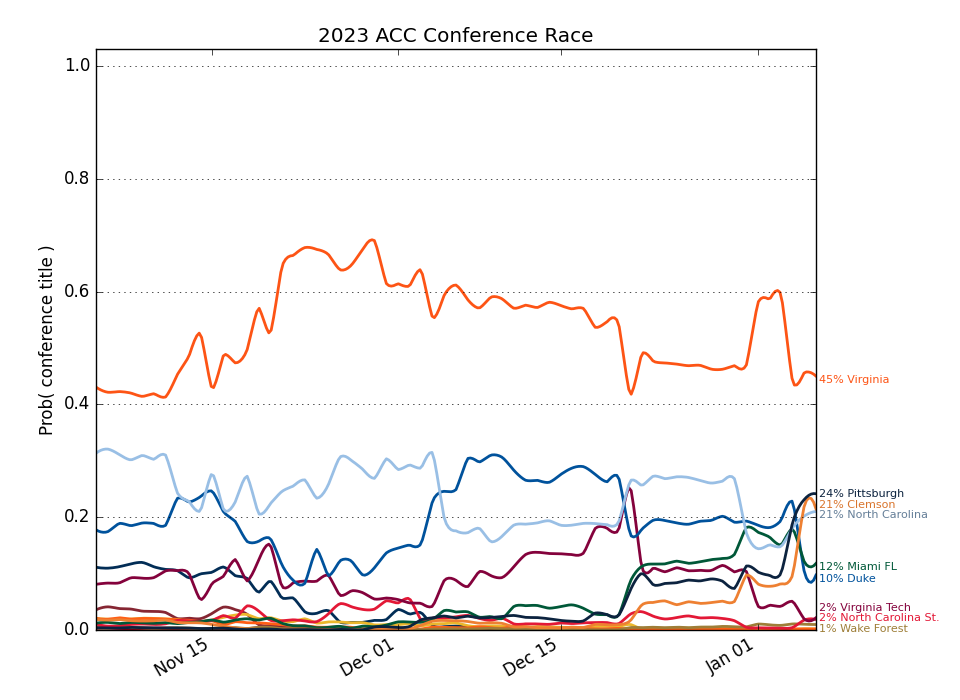 2023 ACC Conference Race
Prob( conference title )
1.0
0.8
0.6
0.4
0.2
0.0
45% Virginia
24% Pittsburgh
21% Clemson
21% North Carolina
12% Miami FL
10% Duke
2% Virginia Tech
2% North Carolina St.
1% Wake Forest
Nov 15
Dec 01
Dec 15
Jan 01